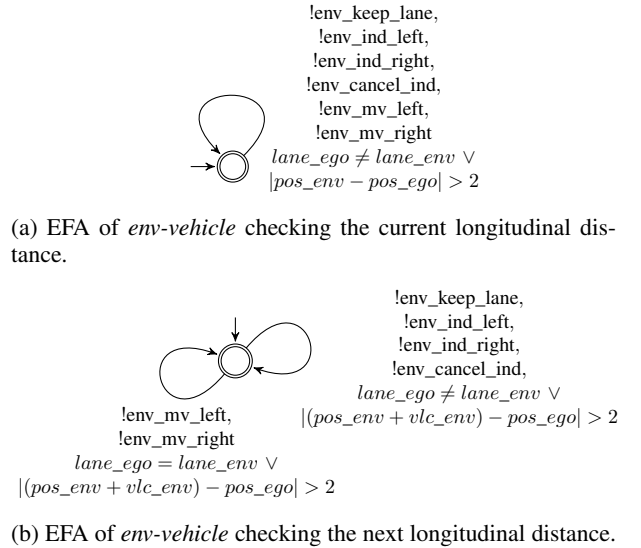 !env_keep_lane,
!env_ind_left,
!env_ind_right,
!env_cancel_ind,
!env_mv_left,
!env_mv_right
lane_ego ≠ lane_env ∨
|pos_env − pos_ego| > 2
(a) EFA of env-vehicle checking the current longitudinal dis-
tance.
!env_keep_lane,
!env_ind_left,
!env_ind_right,
!env_cancel_ind,
lane_ego ≠ lane_env ∨
|(pos_env + vlc_env) − pos_ego| > 2
!env_mv_left,
!env_mv_right
lane_ego = lane_env ∨
|(pos_env + vlc_env) − pos_ego| > 2
(b) EFA of env-vehicle checking the next longitudinal distance.